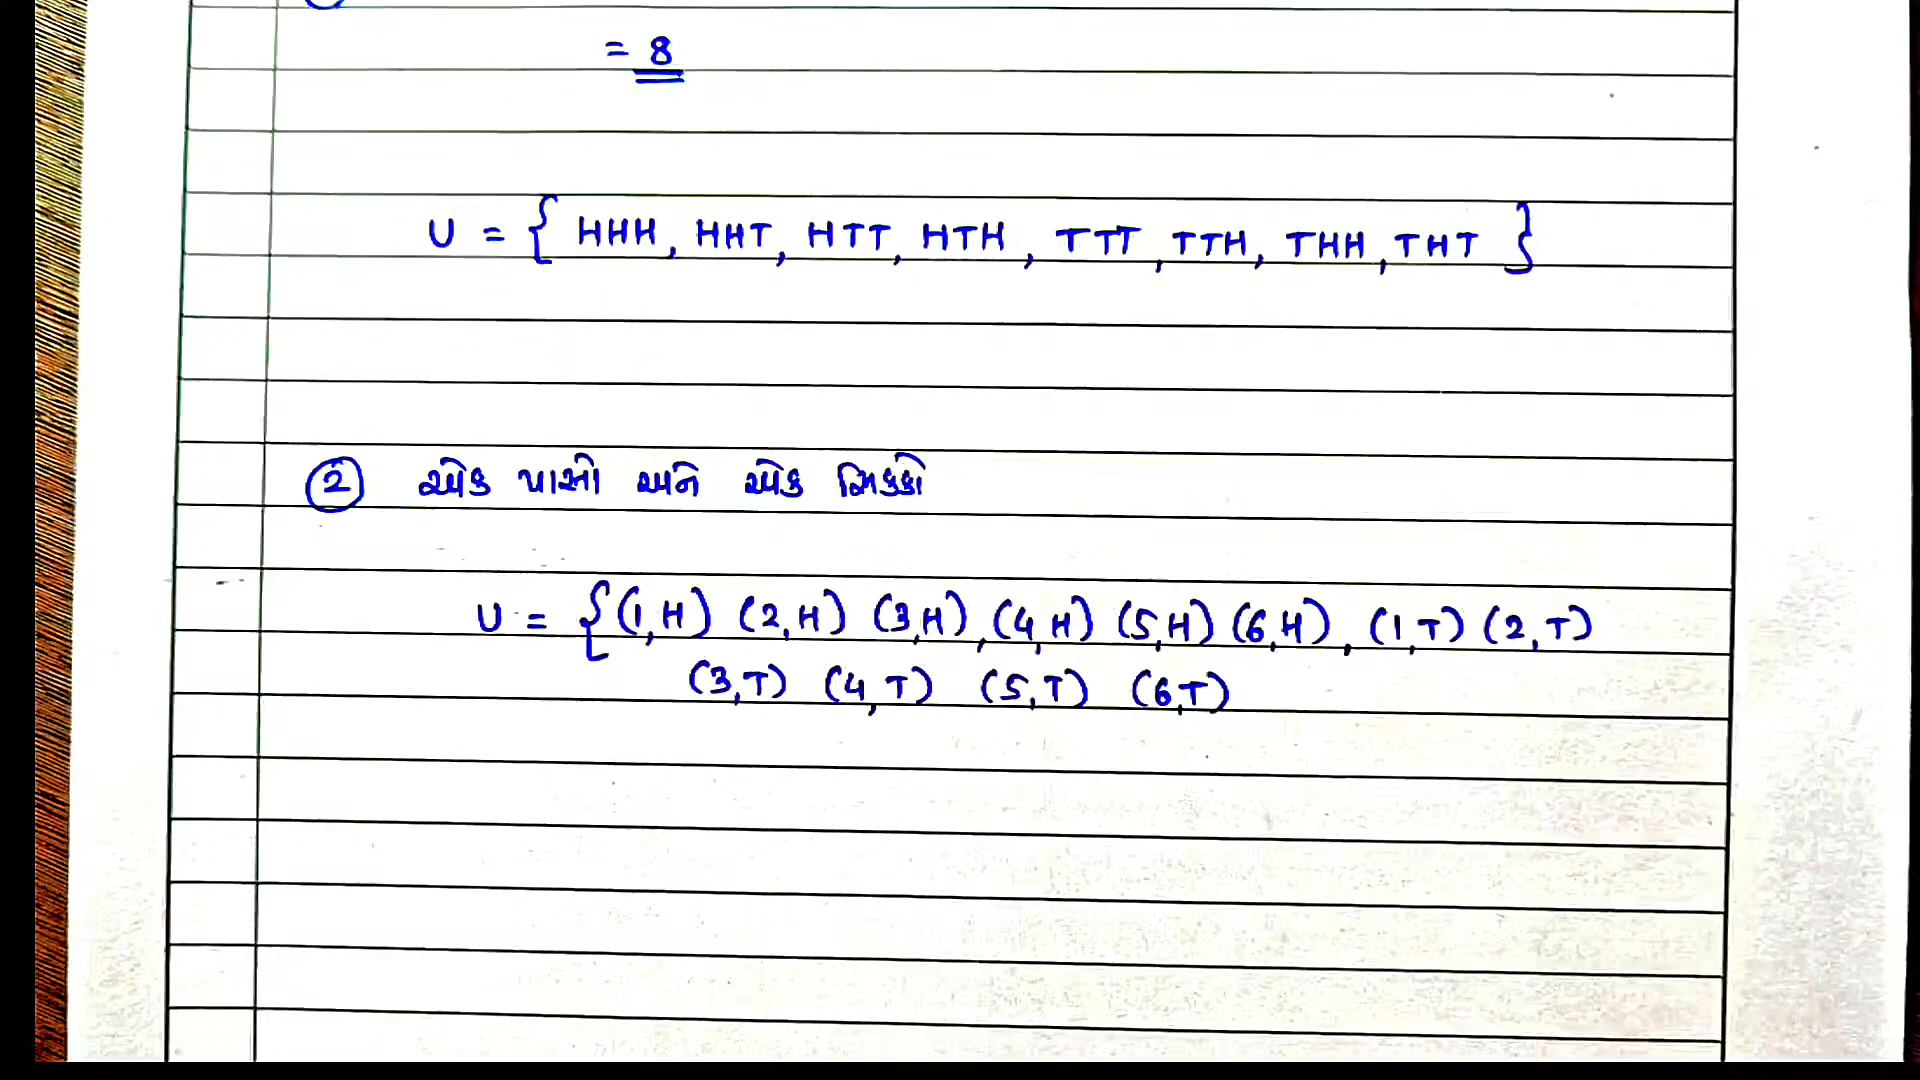 = 8
U = { HHH, HHT, HTT, HTH, TTT, TTH, THH, THT }
2 એક પાસો અને એક સિક્કો
U = {(1,H) (2,H) (3,H), (4,H) (5,H) (6,H), (1,T) (2,T)
(3,T) (4,T) (5,T) (6,T)